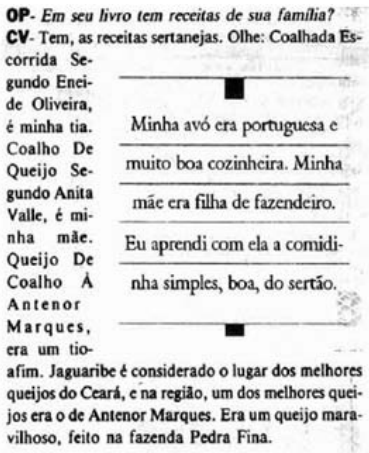 OP- Em seu livro tem receitas de sua família?
CV- Tem, as receitas sertanejas. Olhe: Coalhada Es-
corrida Se-
gundo Enei-
de Oliveira,
é minha tia.
Coalho De
Queijo Se-
gundo Anita
Valle, é mi-
nha mãe.
Queijo De
Coalho À
Antenor
Marques,
era um tio-
afim. Jaguaribe é considerado o lugar dos melhores
queijos do Ceará, e na região, um dos melhores quei-
jos era o de Antenor Marques. Era um queijo mara-
vilhoso, feito na fazenda Pedra Fina.
Minha avó era portuguesa e
muito boa cozinheira. Minha
mãe era filha de fazendeiro.
Eu aprendi com ela a comidi-
nha simples, boa, do sertão.